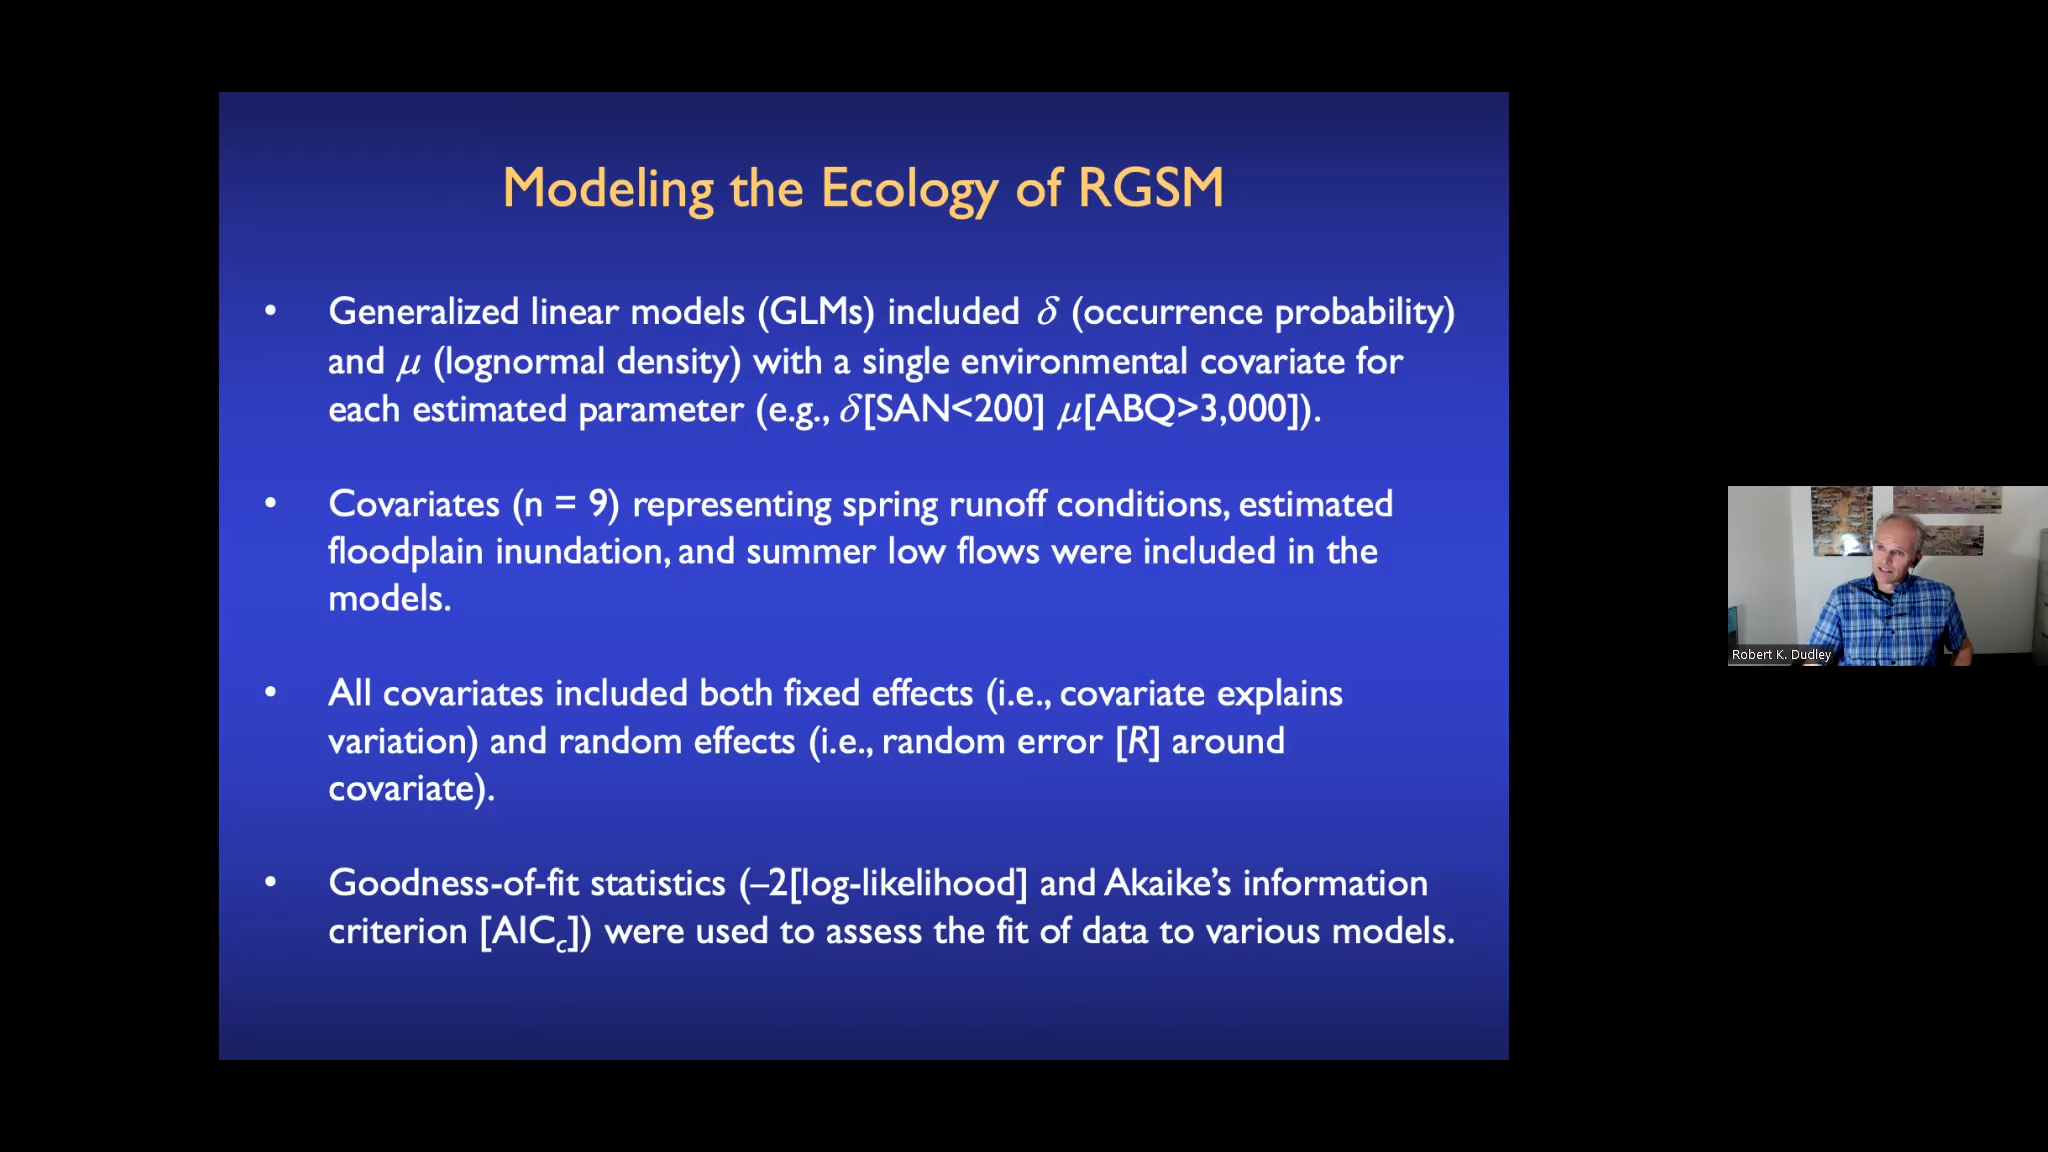 Modeling the Ecology of RGSM
• Generalized linear models (GLMs) included δ (occurrence probability)
and μ (lognormal density) with a single environmental covariate for
each estimated parameter (e.g., δ[SAN<200] μ[ABQ>3,000]).
• Covariates (n = 9) representing spring runoff conditions, estimated
floodplain inundation, and summer low flows were included in the
models.
• All covariates included both fixed effects (i.e., covariate explains
variation) and random effects (i.e., random error [R] around
covariate).
• Goodness-of-fit statistics (–2[log-likelihood] and Akaike’s information
criterion [AICc]) were used to assess the fit of data to various models.
Robert K. Dudley